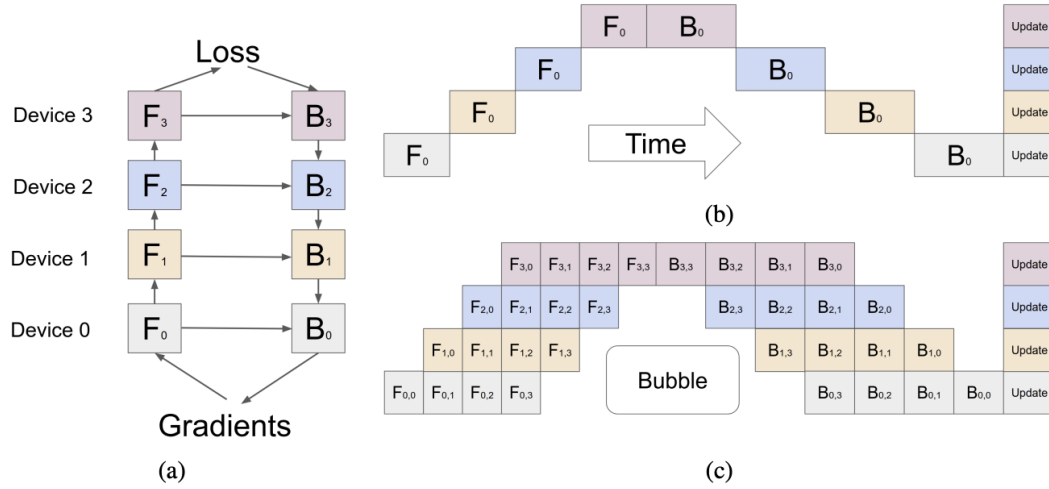 Loss
Device 3 F3 B3
Device 2 F2 B2
Device 1 F1 B1
Device 0 F0 B0
Gradients
(a)
F0 B0 Update
F0 B0 Update
F0 B0 Update
Time
F0 B0 Update
(b)
F3,0 F3,1 F3,2 F3,3 B3,3 B3,2 B3,1 B3,0 Update
F2,0 F2,1 F2,2 F2,3 B2,3 B2,2 B2,1 B2,0 Update
F1,0 F1,1 F1,2 F1,3 B1,3 B1,2 B1,1 B1,0 Update
Bubble
F0,0 F0,1 F0,2 F0,3 B0,3 B0,2 B0,1 B0,0 Update
(c)